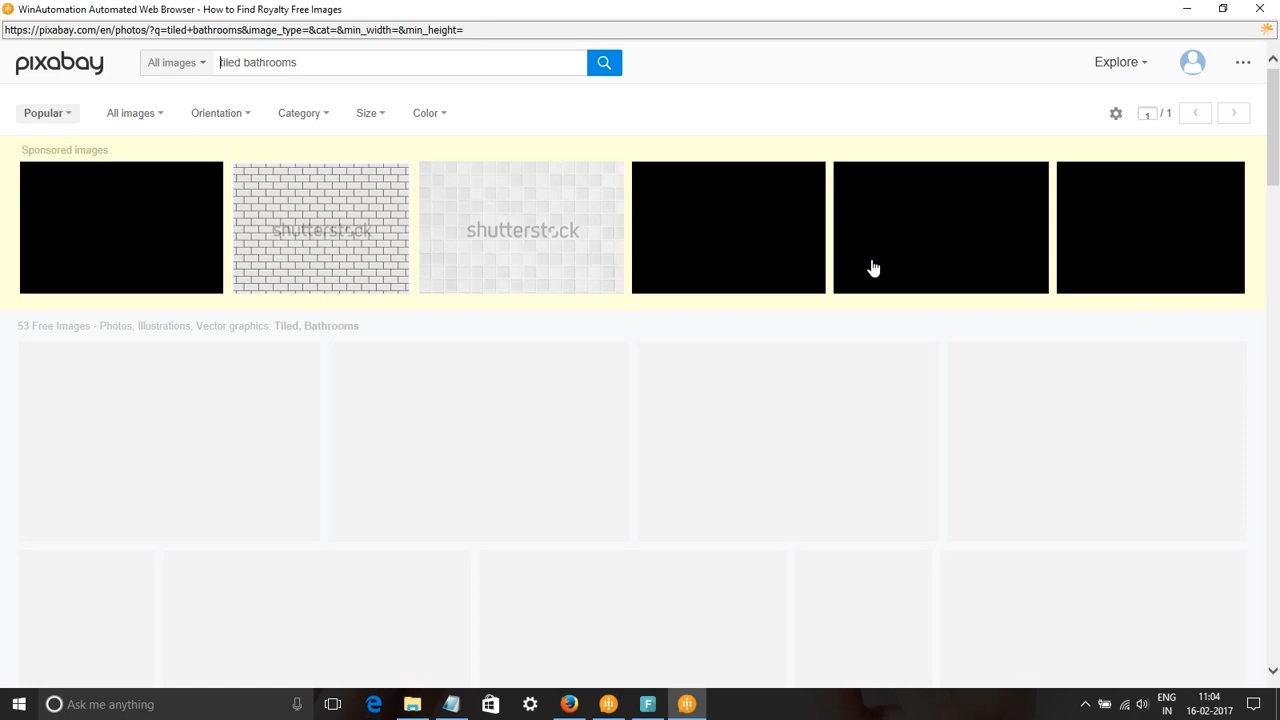 WinAutomation Automated Web Browser - How to Find Royalty Free Images
https://pixabay.com/en/photos/?q=tiled+bathrooms&image_type=&cat=&min_width=&min_height=
pixabay All images tiled bathrooms Explore
Popular All images Orientation Category Size Color 1 / 1
Sponsored images
shutterstock shutterstock
53 Free Images - Photos, Illustrations, Vector graphics: Tiled, Bathrooms
Ask me anything
ENG 11:04
IN 16-02-2017